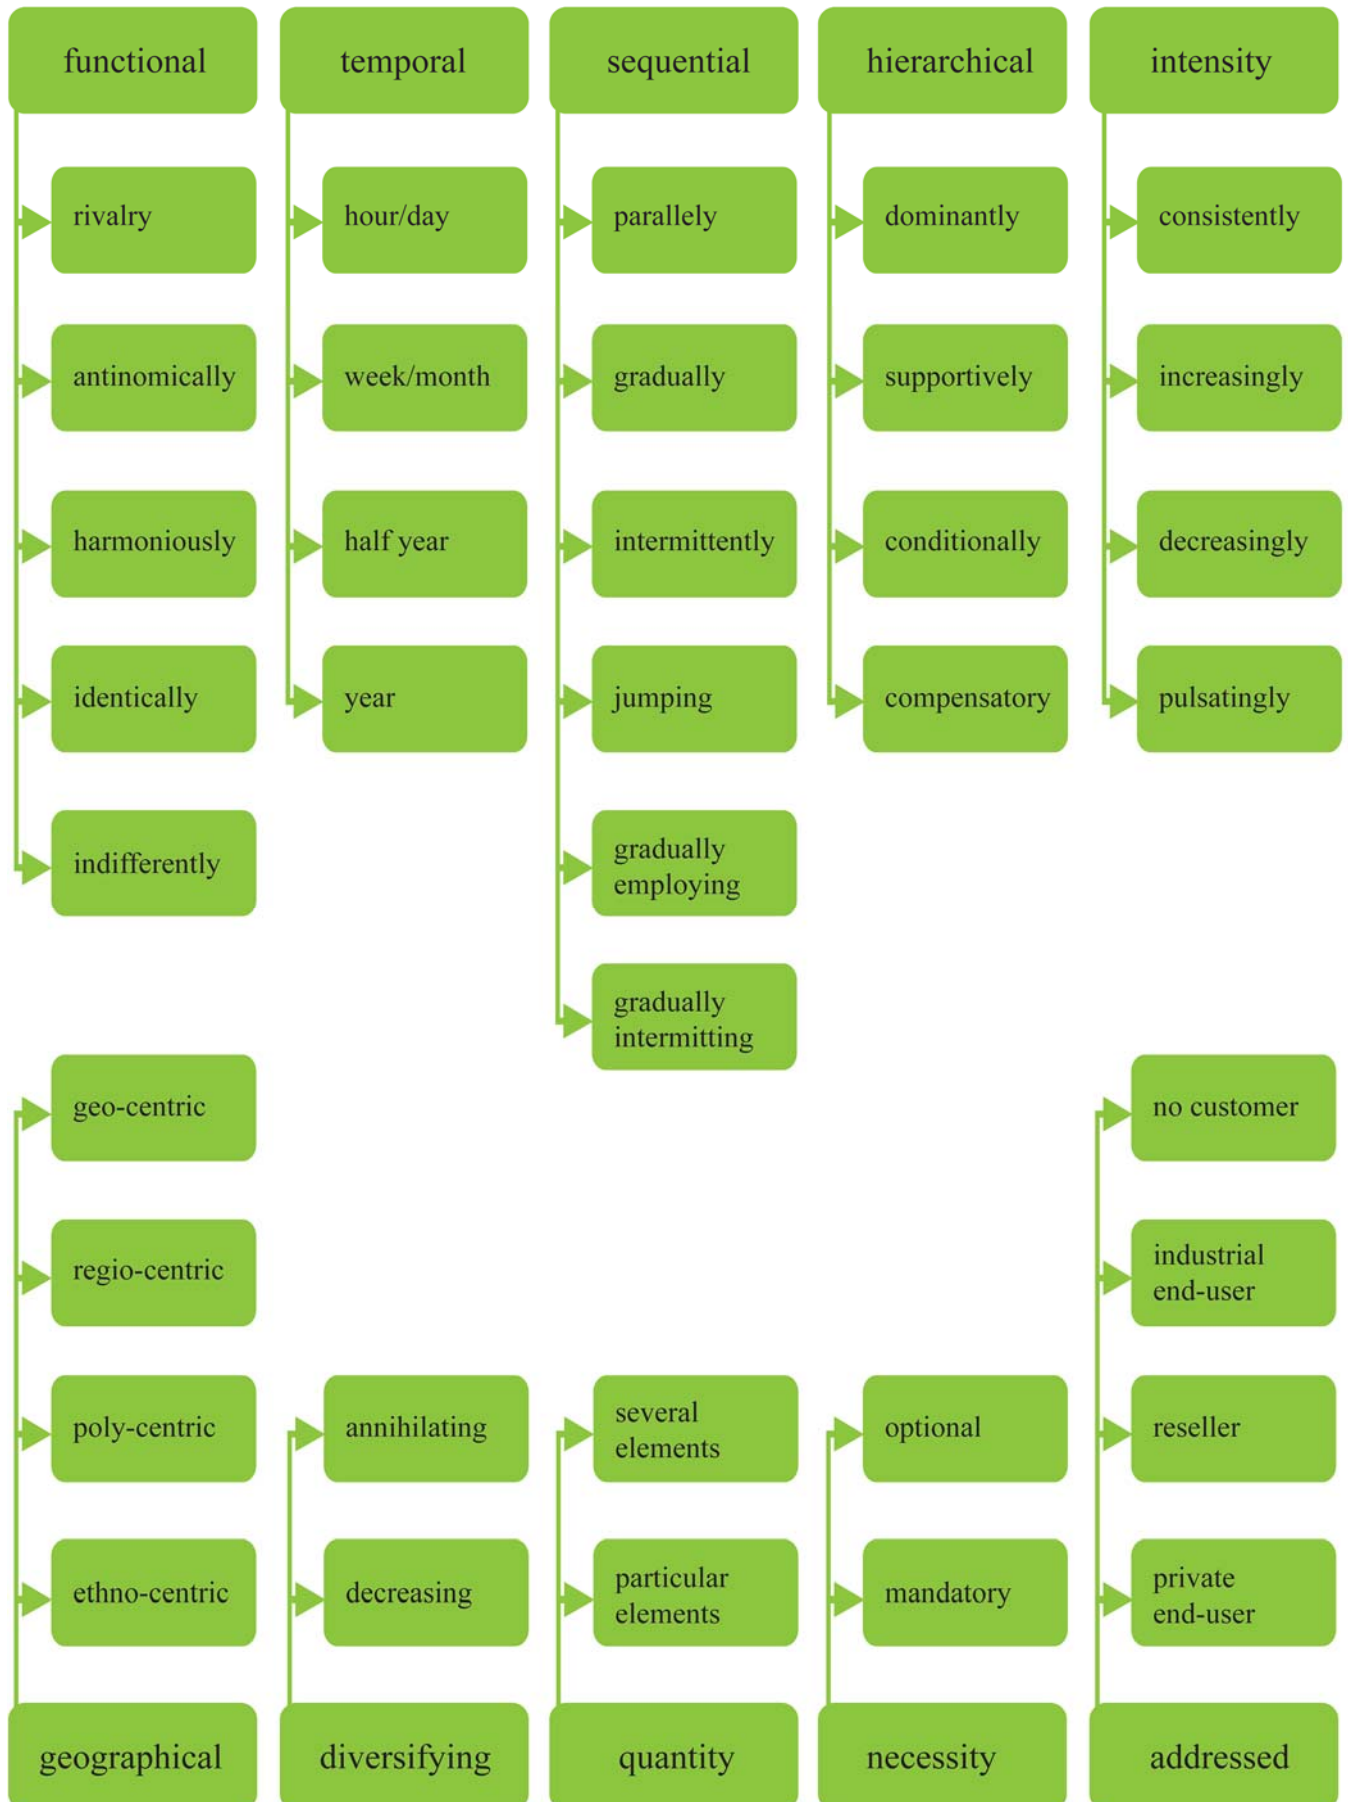 functional
temporal
sequential
hierarchical
intensity
rivalry
hour/day
parallely
dominantly
consistently
antinomically
week/month
gradually
supportively
increasingly
harmoniously
half year
intermittently
conditionally
decreasingly
identically
year
jumping
compensatory
pulsatingly
indifferently
gradually
employing
gradually
intermitting
geo-centric
no customer
regio-centric
industrial
end-user
poly-centric
annihilating
several
elements
optional
reseller
ethno-centric
decreasing
particular
elements
mandatory
private
end-user
geographical
diversifying
quantity
necessity
addressed